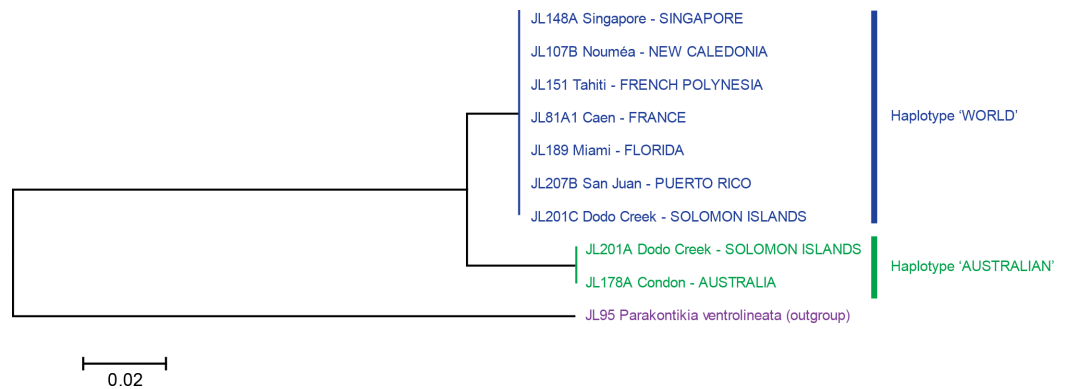 JL148A Singapore - SINGAPORE
JL107B Nouméa - NEW CALEDONIA
JL151 Tahiti - FRENCH POLYNESIA
JL81A1 Caen - FRANCE
Haplotype ‘WORLD’
JL189 Miami - FLORIDA
JL207B San Juan - PUERTO RICO
JL201C Dodo Creek - SOLOMON ISLANDS
JL201A Dodo Creek - SOLOMON ISLANDS
Haplotype ‘AUSTRALIAN’
JL178A Condon - AUSTRALIA
JL95 Parakontikia ventrolineata (outgroup)
0.02